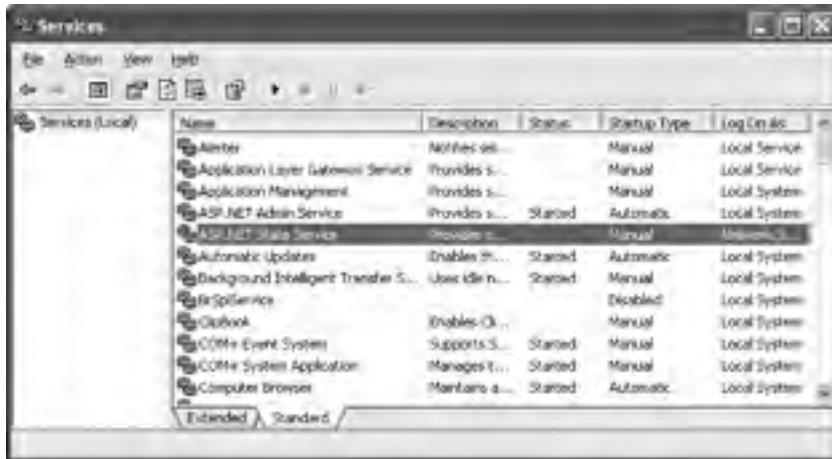 Services
File Action View Help
Services (Local)
Name Description Status Startup Type Log On As
Alerter Notifies sel... Manual Local Service
Application Layer Gateway Service Provides s... Manual Local Service
Application Management Provides s... Manual Local System
ASP.NET Admin Service Provides s... Started Automatic Local System
ASP.NET State Service Provides s... Manual Network S...
Automatic Updates Enables th... Started Automatic Local System
Background Intelligent Transfer S... Uses idle n... Started Manual Local System
BrSplService Disabled Local System
ClipBook Enables Cli... Manual Local System
COM+ Event System Supports S... Started Manual Local System
COM+ System Application Manages t... Started Manual Local System
Computer Browser Maintains a... Started Automatic Local System
Extended Standard